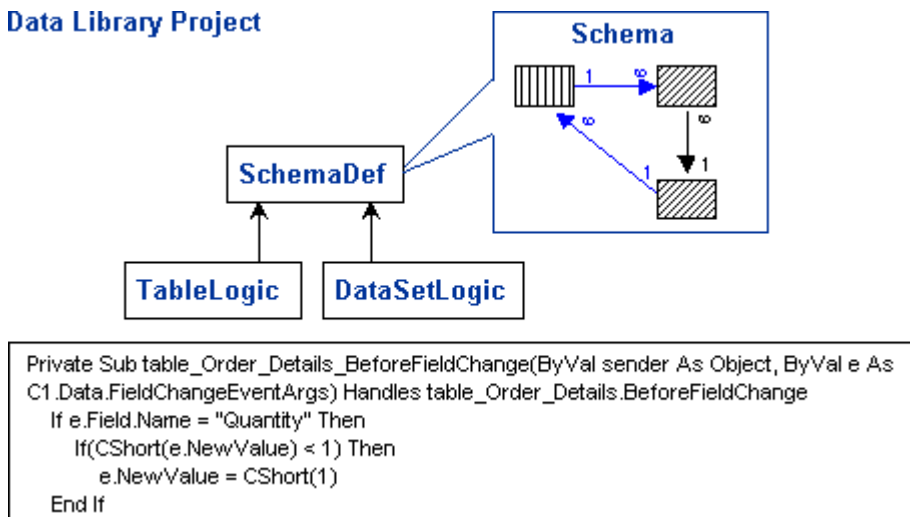 Data Library Project
Schema
1
∞
∞
∞
1
1
SchemaDef
TableLogic
DataSetLogic
Private Sub table_Order_Details_BeforeFieldChange(ByVal sender As Object, ByVal e As
C1.Data.FieldChangeEventArgs) Handles table_Order_Details.BeforeFieldChange
If e.Field.Name = "Quantity" Then
If(CShort(e.NewValue) < 1) Then
e.NewValue = CShort(1)
End If